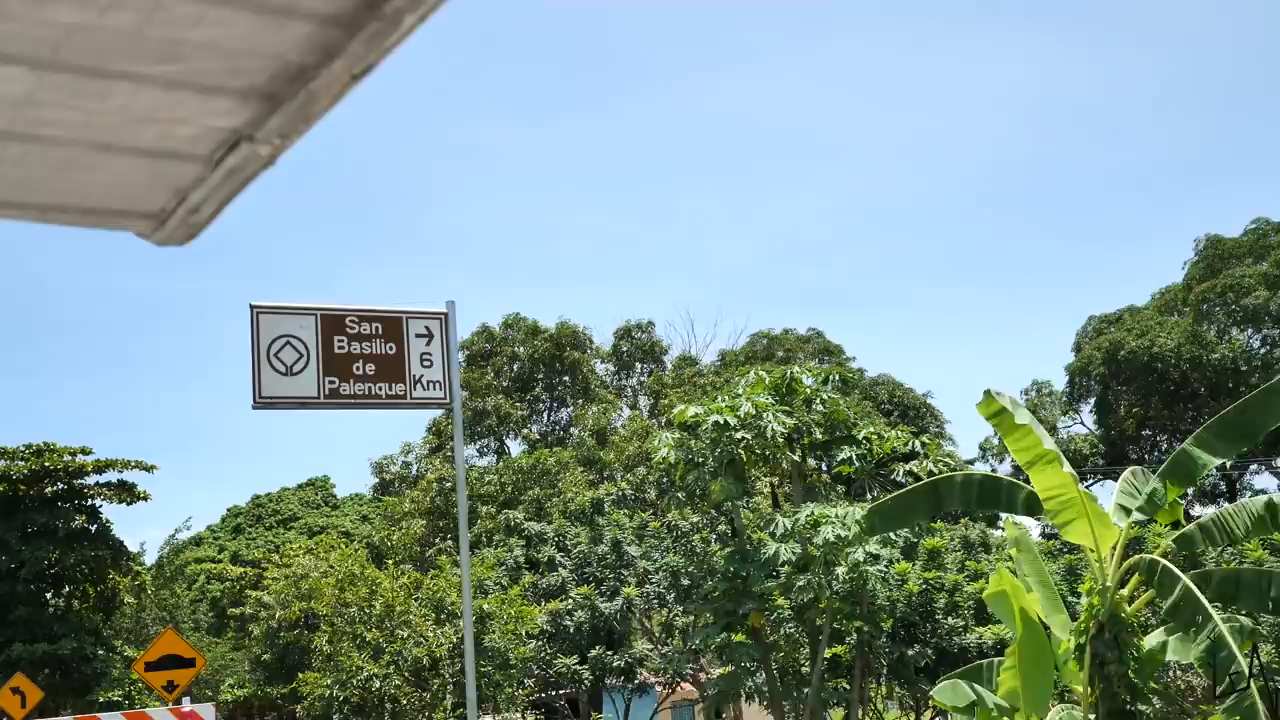 San
Basilio
de
Palenque
→
6
Km